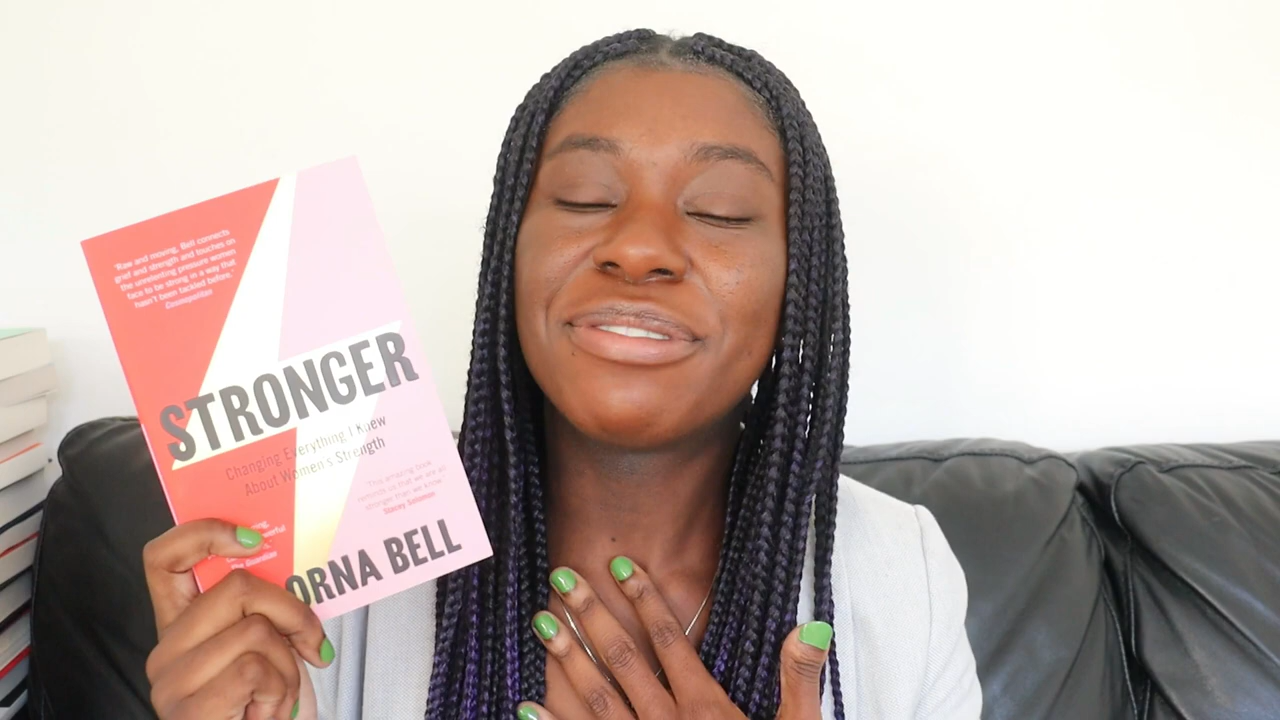 "Raw and moving, Bell connects
grief and strength and touches on
the unrelenting pressure women
face to be strong in a way that
hasn't been tackled before.'
Cosmopolitan
STRONGER
Changing Everything I Knew
About Women's Strength
"This amazing book
reminds us that we are all
stronger than we know"
Stacey Solomon
The Guardian
ORNA BELL